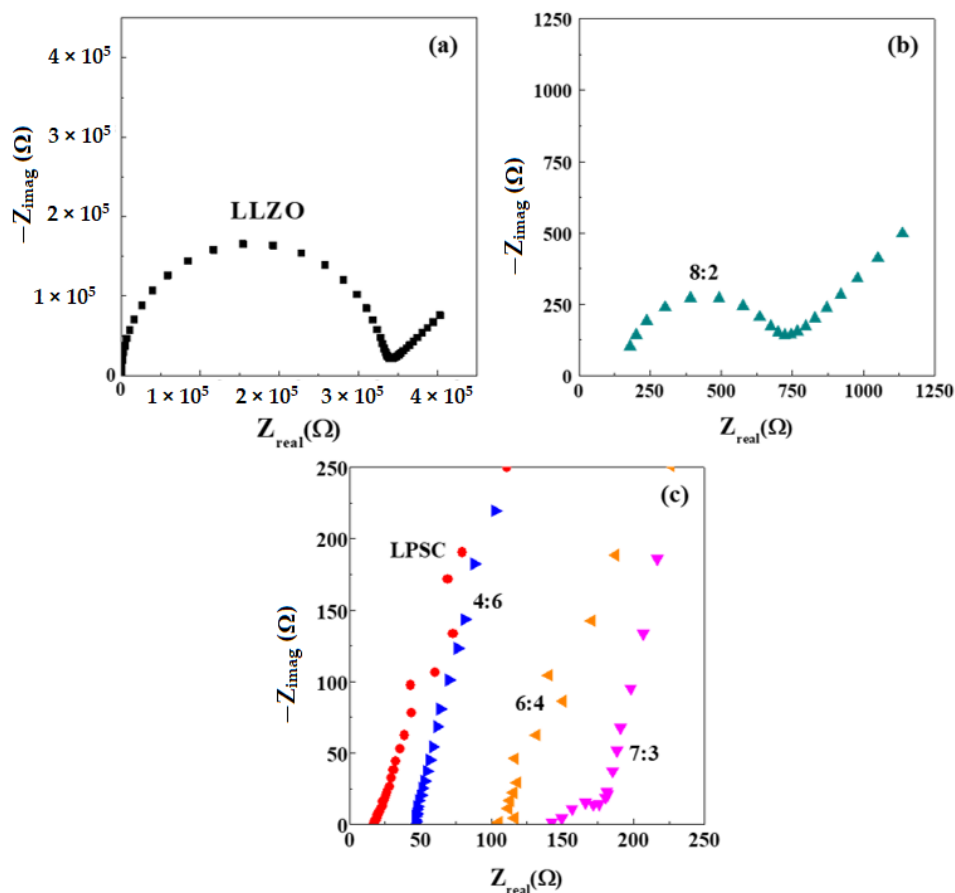 (a)
4 × 10⁵
3 × 10⁵
2 × 10⁵
1 × 10⁵
0
−Z_imag (Ω)
LLZO
0 1 × 10⁵ 2 × 10⁵ 3 × 10⁵ 4 × 10⁵
Z_real(Ω)
(b)
1250
1000
750
500
250
0
−Z_imag (Ω)
8:2
0 250 500 750 1000 1250
Z_real(Ω)
(c)
250
200
150
100
50
0
−Z_imag (Ω)
LPSC
4:6
6:4
7:3
0 50 100 150 200 250
Z_real(Ω)